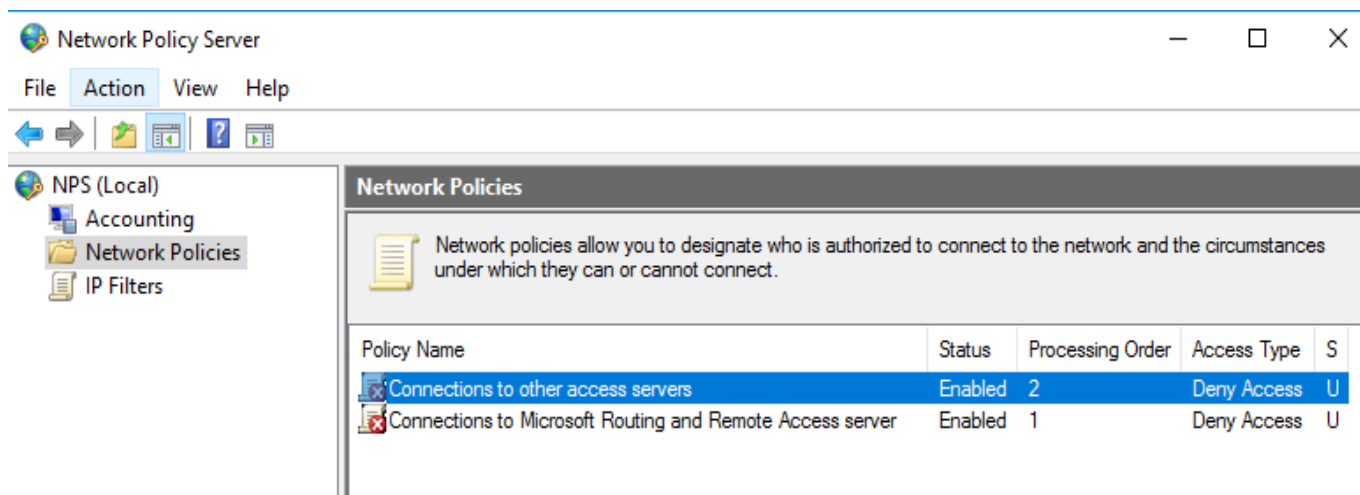 Network Policy Server
File Action View Help
NPS (Local)
Accounting
Network Policies
IP Filters
Network Policies
Network policies allow you to designate who is authorized to connect to the network and the circumstances
under which they can or cannot connect.
Policy Name Status Processing Order Access Type S
Connections to other access servers Enabled 2 Deny Access U
Connections to Microsoft Routing and Remote Access server Enabled 1 Deny Access U